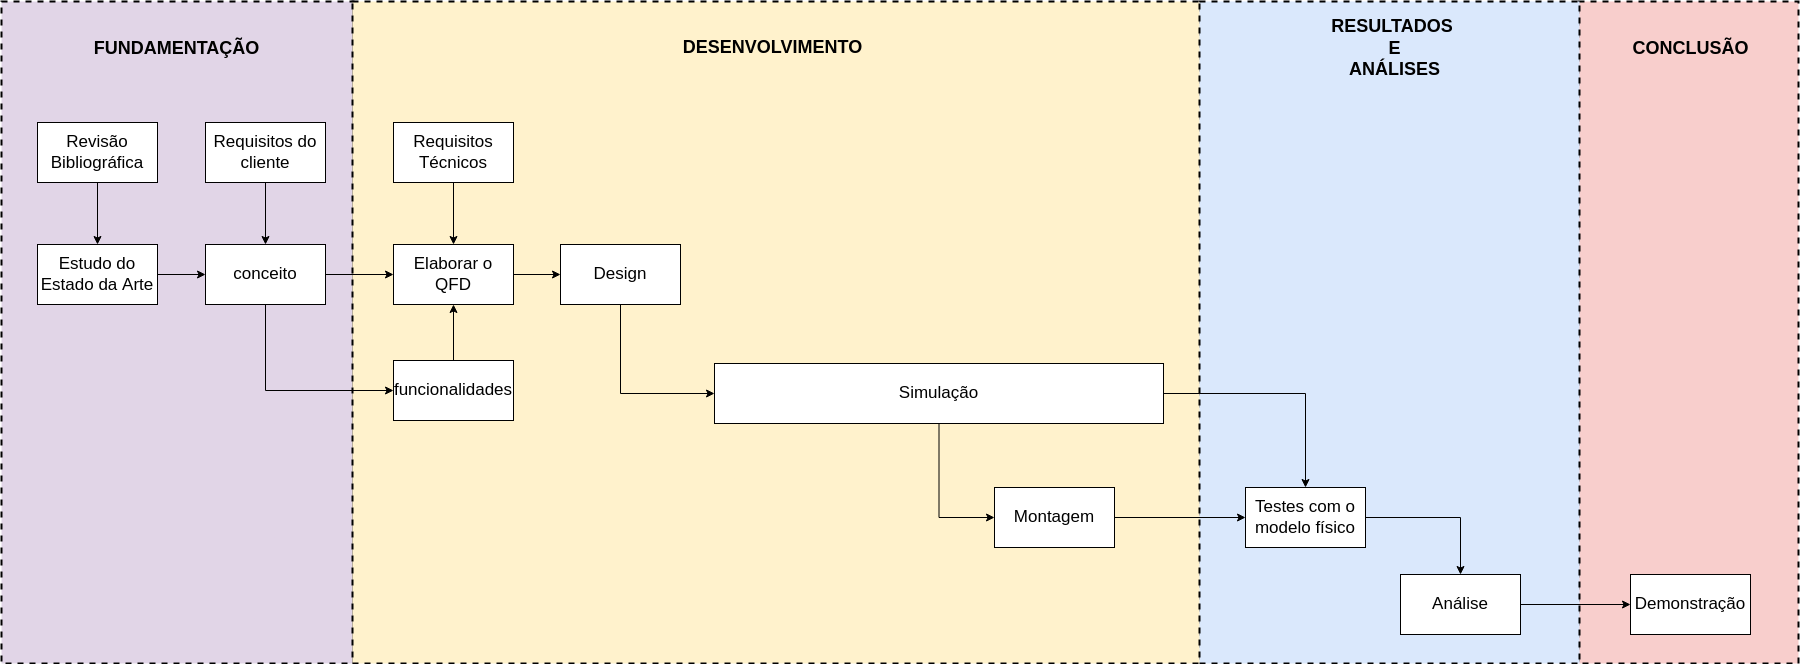 FUNDAMENTAÇÃO
DESENVOLVIMENTO
RESULTADOS
E
ANÁLISES
CONCLUSÃO
Revisão
Bibliográfica
Requisitos do
cliente
Requisitos
Técnicos
Estudo do
Estado da Arte
conceito
Elaborar o
QFD
Design
funcionalidades
Simulação
Montagem
Testes com o
modelo físico
Análise
Demonstração